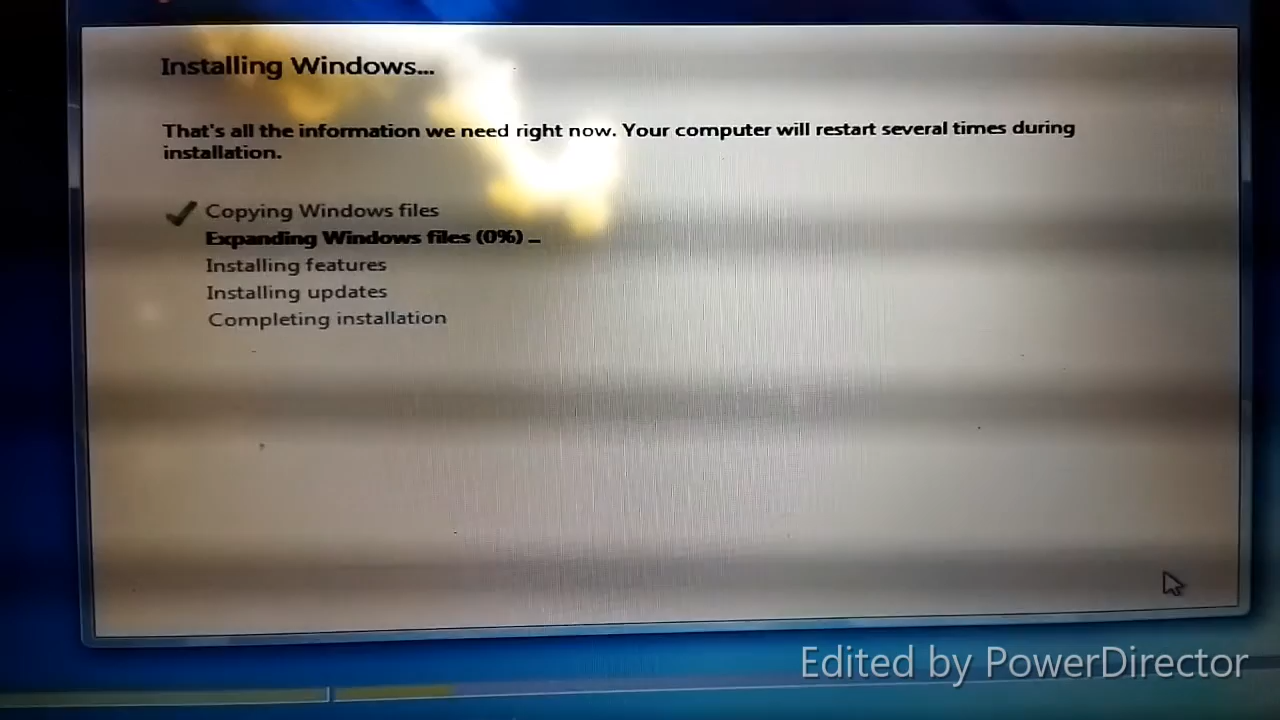 Installing Windows...
That's all the information we need right now. Your computer will restart several times during
installation.
Copying Windows files
Expanding Windows files (0%) ...
Installing features
Installing updates
Completing installation
Edited by PowerDirector